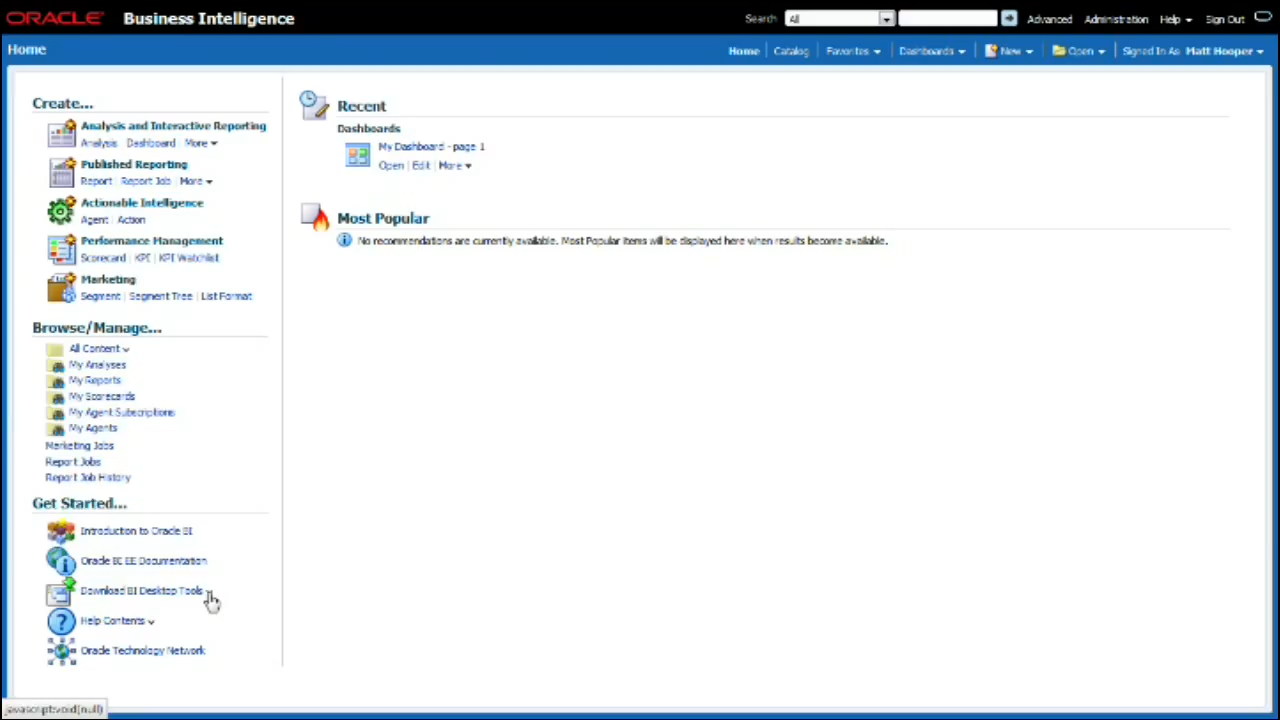 ORACLE Business Intelligence
Search All Advanced Administration Help Sign Out
Home
Home Catalog Favorites Dashboards New Open Signed In As Matt Hooper
Create...
Analysis and Interactive Reporting
Analysis Dashboard More
Published Reporting
Report Report Job More
Actionable Intelligence
Agent Action
Performance Management
Scorecard KPI KPI Watchlist
Marketing
Segment Segment Tree List Format
Browse/Manage...
All Content
My Analyses
My Reports
My Scorecards
My Agent Subscriptions
My Agents
Marketing Jobs
Report Jobs
Report Job History
Get Started...
Introduction to Oracle BI
Oracle BI EE Documentation
Download BI Desktop Tools
Help Contents
Oracle Technology Network
Recent
Dashboards
My Dashboard - page 1
Open Edit More
Most Popular
No recommendations are currently available. Most Popular items will be displayed here when results become available.
javascript:void(null)